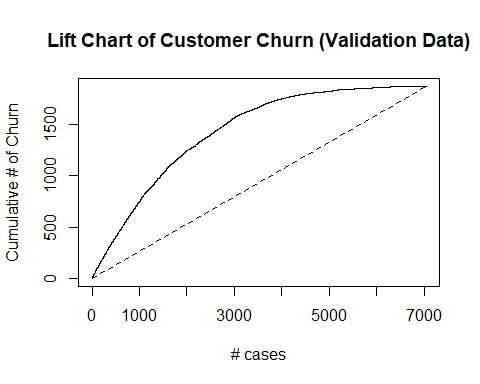 Lift Chart of Customer Churn (Validation Data)
Cumulative # of Churn
1500
1000
500
0
0 1000 3000 5000 7000
# cases